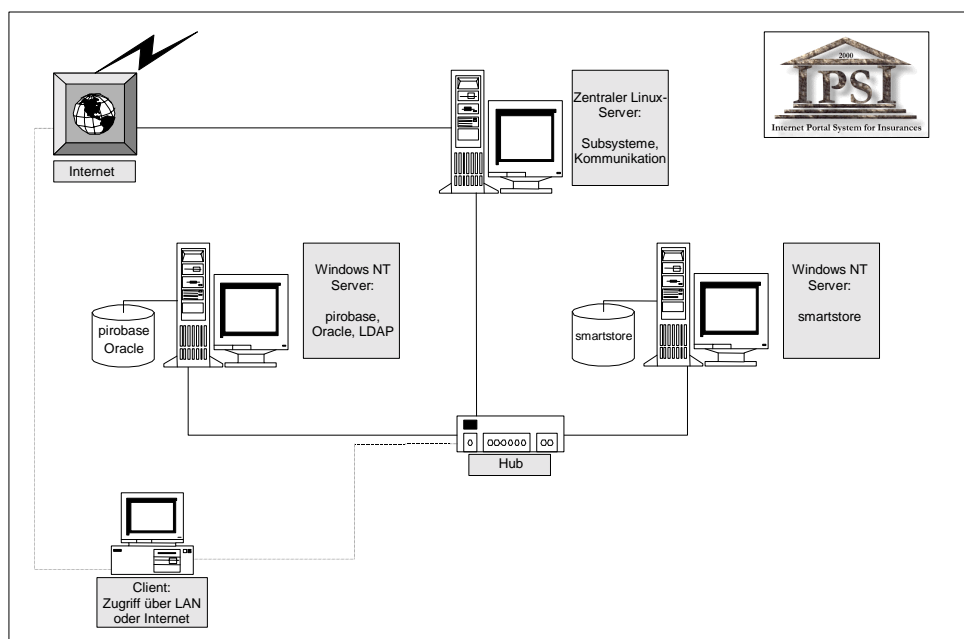 2000
IPSI
Internet Portal System for Insurances
Zentraler Linux-
Server:
Subsysteme,
Kommunikation
Internet
Windows NT
Server:
pirobase,
Oracle, LDAP
pirobase
Oracle
Windows NT
Server:
smartstore
smartstore
Hub
Client:
Zugriff über LAN
oder Internet